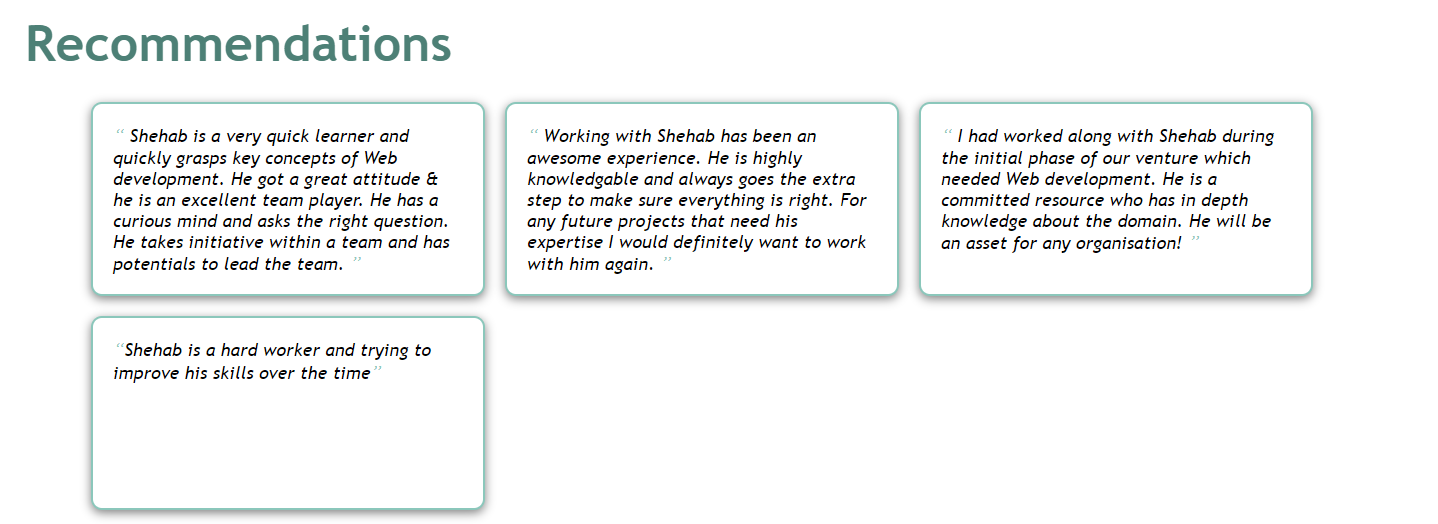 Recommendations
“ Shehab is a very quick learner and
quickly grasps key concepts of Web
development. He got a great attitude &
he is an excellent team player. He has a
curious mind and asks the right question.
He takes initiative within a team and has
potentials to lead the team. ”
“ Working with Shehab has been an
awesome experience. He is highly
knowledgable and always goes the extra
step to make sure everything is right. For
any future projects that need his
expertise I would definitely want to work
with him again. ”
“ I had worked along with Shehab during
the initial phase of our venture which
needed Web development. He is a
committed resource who has in depth
knowledge about the domain. He will be
an asset for any organisation! ”
“Shehab is a hard worker and trying to
improve his skills over the time”